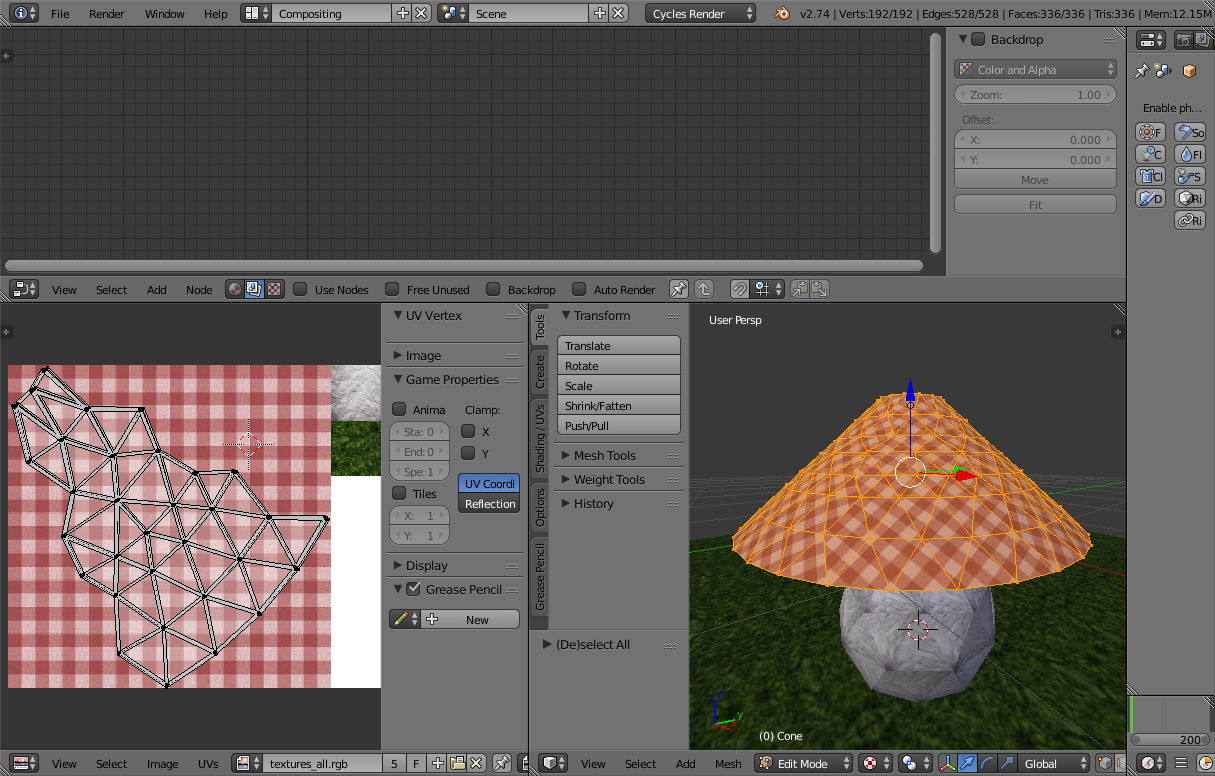 File Render Window Help Compositing Scene Cycles Render v2.74 | Verts:192/192 | Edges:528/528 | Faces:336/336 | Tris:336 | Mem:12.15M
Backdrop
Color and Alpha
Zoom: 1.00
Offset:
X: 0.000
Y: 0.000
Move
Fit
Enable ph...
F So
C Fl
Cl S
D Ri
Ri
View Select Add Node Use Nodes Free Unused Backdrop Auto Render
UV Vertex
Image
Game Properties
Anima Clamp:
Sta: 0 X
End: 0 Y
Spe: 1
Tiles UV Coordi
X: 1 Reflection
Y: 1
Display
Grease Pencil
New
Tools
Create
Shading / UVs
Options
Grease Pencil
Transform
Translate
Rotate
Scale
Shrink/Fatten
Push/Pull
Mesh Tools
Weight Tools
History
(De)select All
User Persp
y
(0) Cone
200
View Select Image UVs textures_all.rgb 5 F
View Select Add Mesh Edit Mode Global